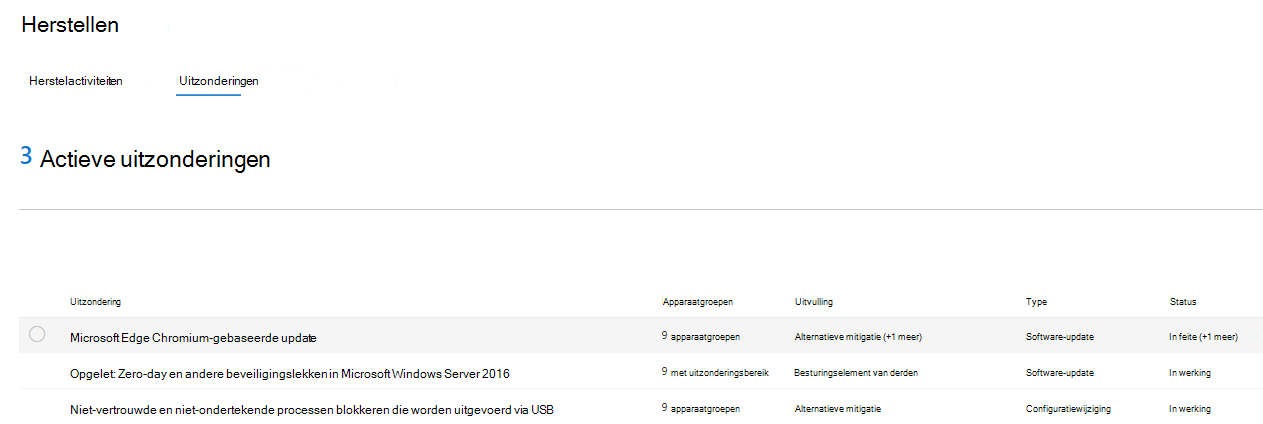 Herstellen
Herstelactiviteiten Uitzonderingen
3 Actieve uitzonderingen
Uitzondering Apparaatgroepen Uitvulling Type Status
Microsoft Edge Chromium-gebaseerde update 9 apparaatgroepen Alternatieve mitigatie (+1 meer) Software-update In feite (+1 meer)
Opgelet: Zero-day en andere beveiligingslekken in Microsoft Windows Server 2016 9 met uitzonderingsbereik Besturingselement van derden Software-update In werking
Niet-vertrouwde en niet-ondertekende processen blokkeren die worden uitgevoerd via USB 9 apparaatgroepen Alternatieve mitigatie Configuratiewijziging In werking